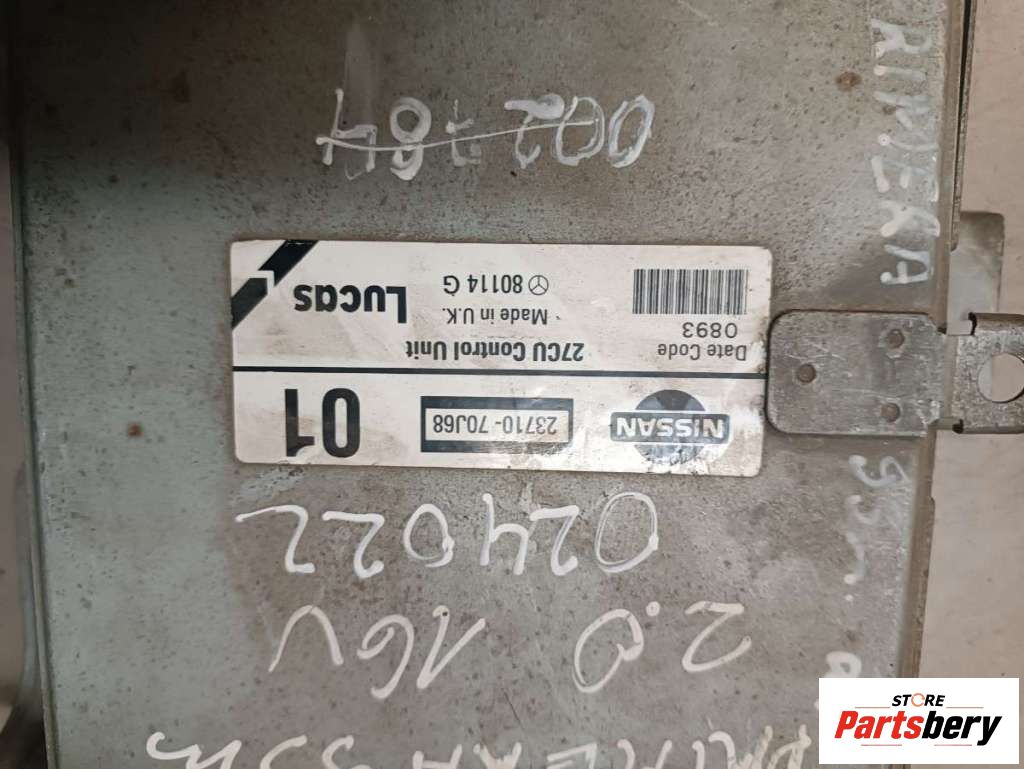 PRIMERA
002784
NISSAN
23710-70J68
01
27CU Control Unit
Date Code
0893
Made in U.K.
80114 G
Lucas
024022
2.0 16V
STORE
Partsbery